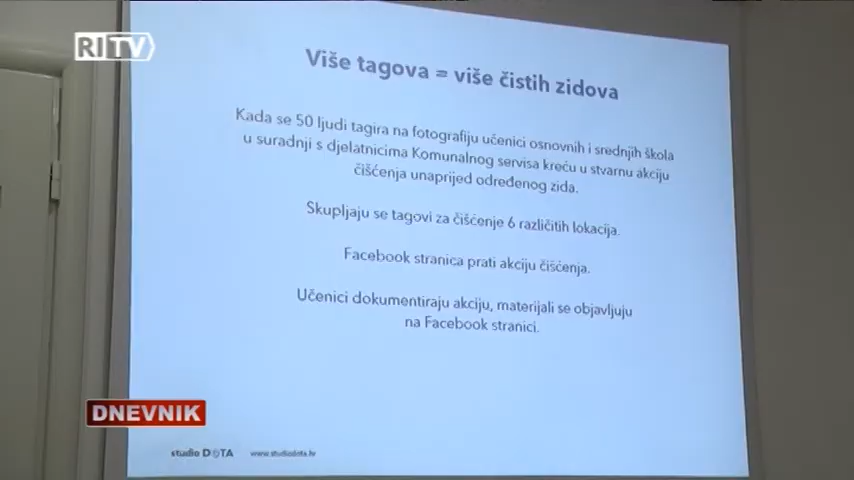 RITV
Više tagova = više čistih zidova
Kada se 50 ljudi tagira na fotografiju učenici osnovnih i srednjih škola
u suradnji s djelatnicima Komunalnog servisa kreću u stvarnu akciju
čišćenja unaprijed određenog zida.
Skupljaju se tagovi za čišćenje 6 različitih lokacija.
Facebook stranica prati akciju čišćenja.
Učenici dokumentiraju akciju, materijali se objavljuju
na Facebook stranici.
DNEVNIK
studio DOTA www.studiodota.hr